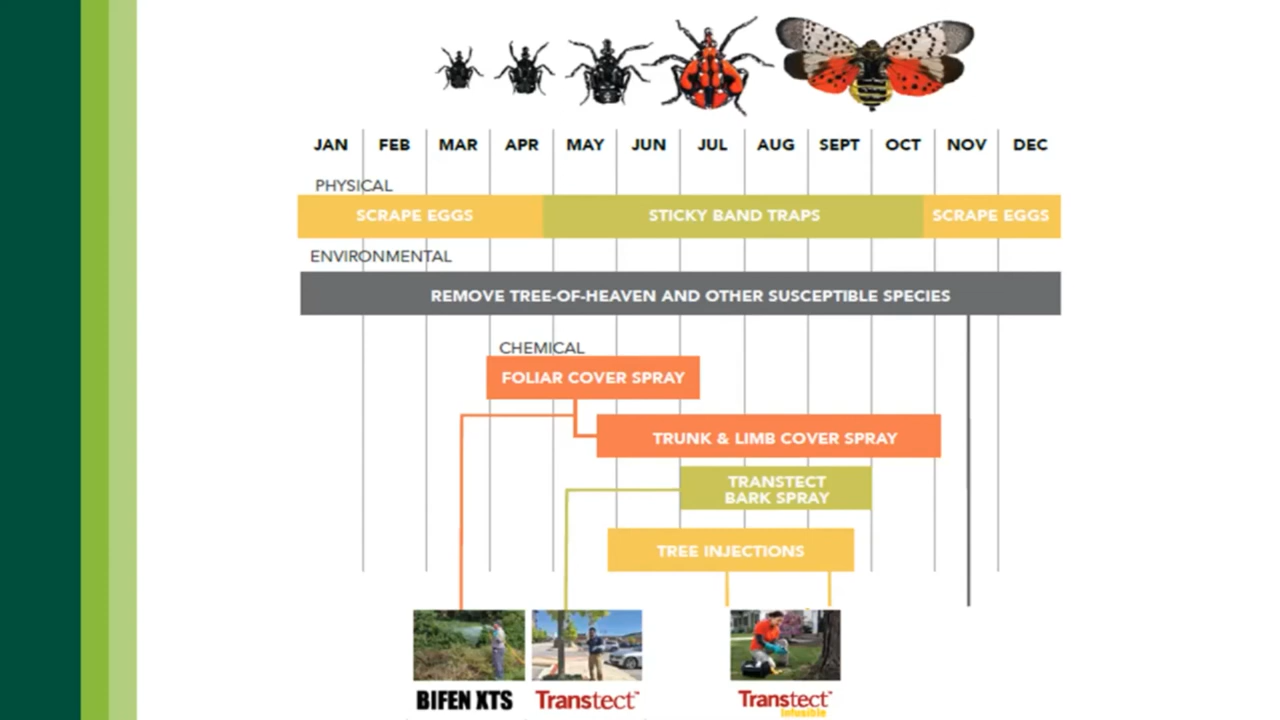 JAN FEB MAR APR MAY JUN JUL AUG SEPT OCT NOV DEC
PHYSICAL
SCRAPE EGGS STICKY BAND TRAPS SCRAPE EGGS
ENVIRONMENTAL
REMOVE TREE-OF-HEAVEN AND OTHER SUSCEPTIBLE SPECIES
CHEMICAL
FOLIAR COVER SPRAY
TRUNK & LIMB COVER SPRAY
TRANSTECT
BARK SPRAY
TREE INJECTIONS
BIFEN XTS Transtect™ Transtect™
infusible